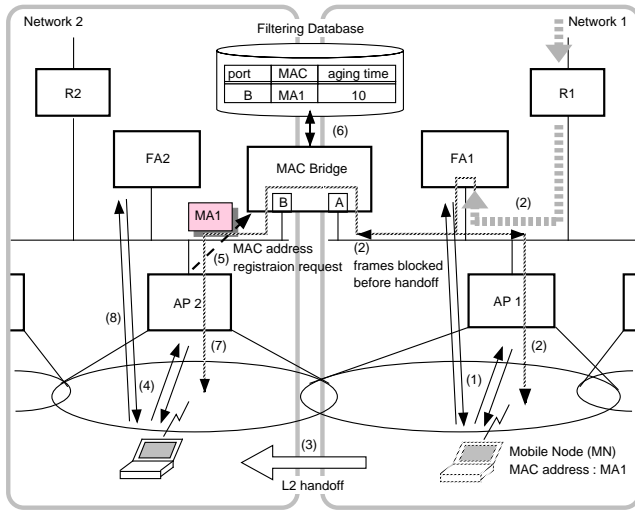 Network 2
Network 1
Filtering Database
port MAC aging time
B MA1 10
R2
R1
(6)
FA2
MAC Bridge
FA1
MA1
B
A
(2)
(5)
MAC address
registraion request
(2)
frames blocked
before handoff
AP 2
AP 1
(8)
(7)
(2)
(4)
(1)
(3)
L2 handoff
Mobile Node (MN)
MAC address : MA1